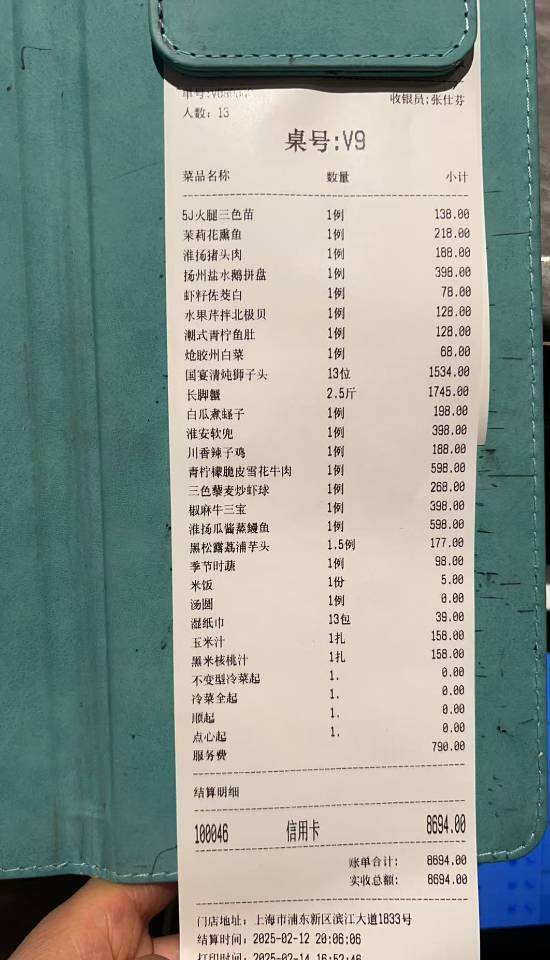 人数：13
收银员:张仕芬
桌号:V9
菜品名称 数量 小计
5J火腿三色苗 1例 138.00
茉莉花熏鱼 1例 218.00
淮扬猪头肉 1例 188.00
扬州盐水鹅拼盘 1例 398.00
虾籽佐茭白 1例 78.00
水果芹拌北极贝 1例 128.00
潮式青柠鱼肚 1例 128.00
炝胶州白菜 1例 68.00
国宴清炖狮子头 13位 1534.00
长脚蟹 2.5斤 1745.00
白瓜煮蛏子 1例 198.00
淮安软兜 1例 398.00
川香辣子鸡 1例 188.00
青柠檬脆皮雪花牛肉 1例 598.00
三色藜麦炒虾球 1例 268.00
椒麻牛三宝 1例 398.00
淮扬瓜酱蒸鳗鱼 1例 598.00
黑松露荔浦芋头 1.5例 177.00
季节时蔬 1例 98.00
米饭 1份 5.00
汤圆 1例 0.00
湿纸巾 13包 39.00
玉米汁 1扎 158.00
黑米核桃汁 1扎 158.00
不变型冷菜起 1. 0.00
冷菜全起 1. 0.00
顺起 1. 0.00
点心起 1. 0.00
服务费 790.00
结算明细
100046 信用卡 8694.00
账单合计: 8694.00
实收总额: 8694.00
门店地址: 上海市浦东新区滨江大道1833号
结算时间: 2025-02-12 20:06:06
打印时间: 2025-02-14 16:52:46